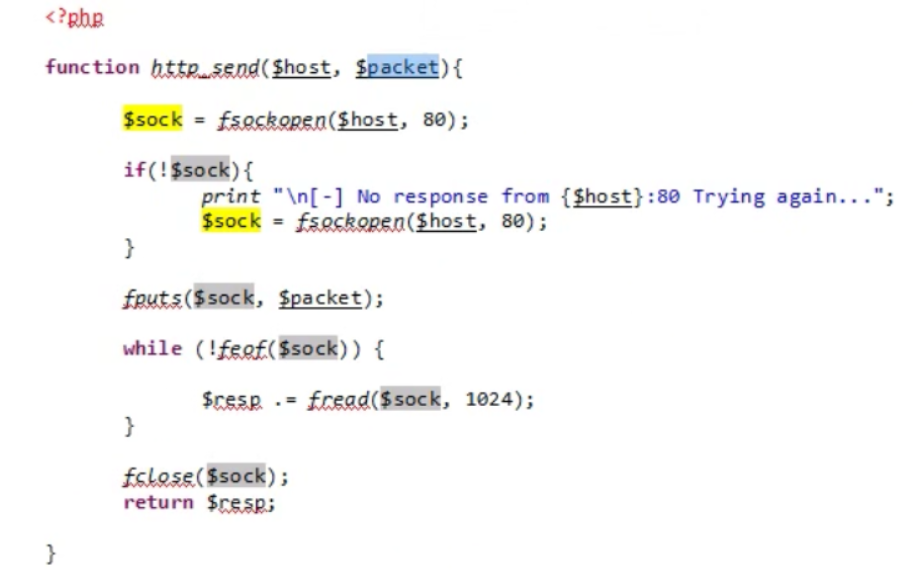 <?php
function http_send($host, $packet){
$sock = fsockopen($host, 80);
if(!$sock){
print "\n[-] No response from {$host}:80 Trying again...";
$sock = fsockopen($host, 80);
}
fputs($sock, $packet);
while (!feof($sock)) {
$resp .= fread($sock, 1024);
}
fclose($sock);
return $resp;
}